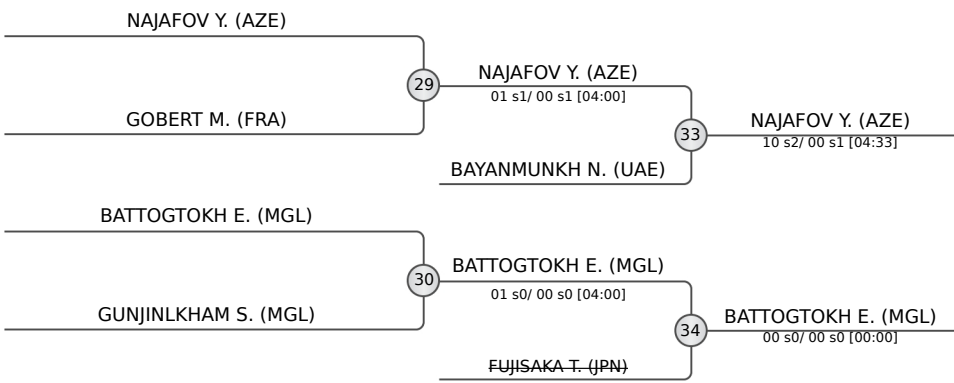 NAJAFOV Y. (AZE)
29
GOBERT M. (FRA)
NAJAFOV Y. (AZE)
01 s1/ 00 s1 [04:00]
33
BAYANMUNKH N. (UAE)
NAJAFOV Y. (AZE)
10 s2/ 00 s1 [04:33]
BATTOGTOKH E. (MGL)
30
GUNJINLKHAM S. (MGL)
BATTOGTOKH E. (MGL)
01 s0/ 00 s0 [04:00]
34
FUJISAKA T. (JPN)
BATTOGTOKH E. (MGL)
00 s0/ 00 s0 [00:00]